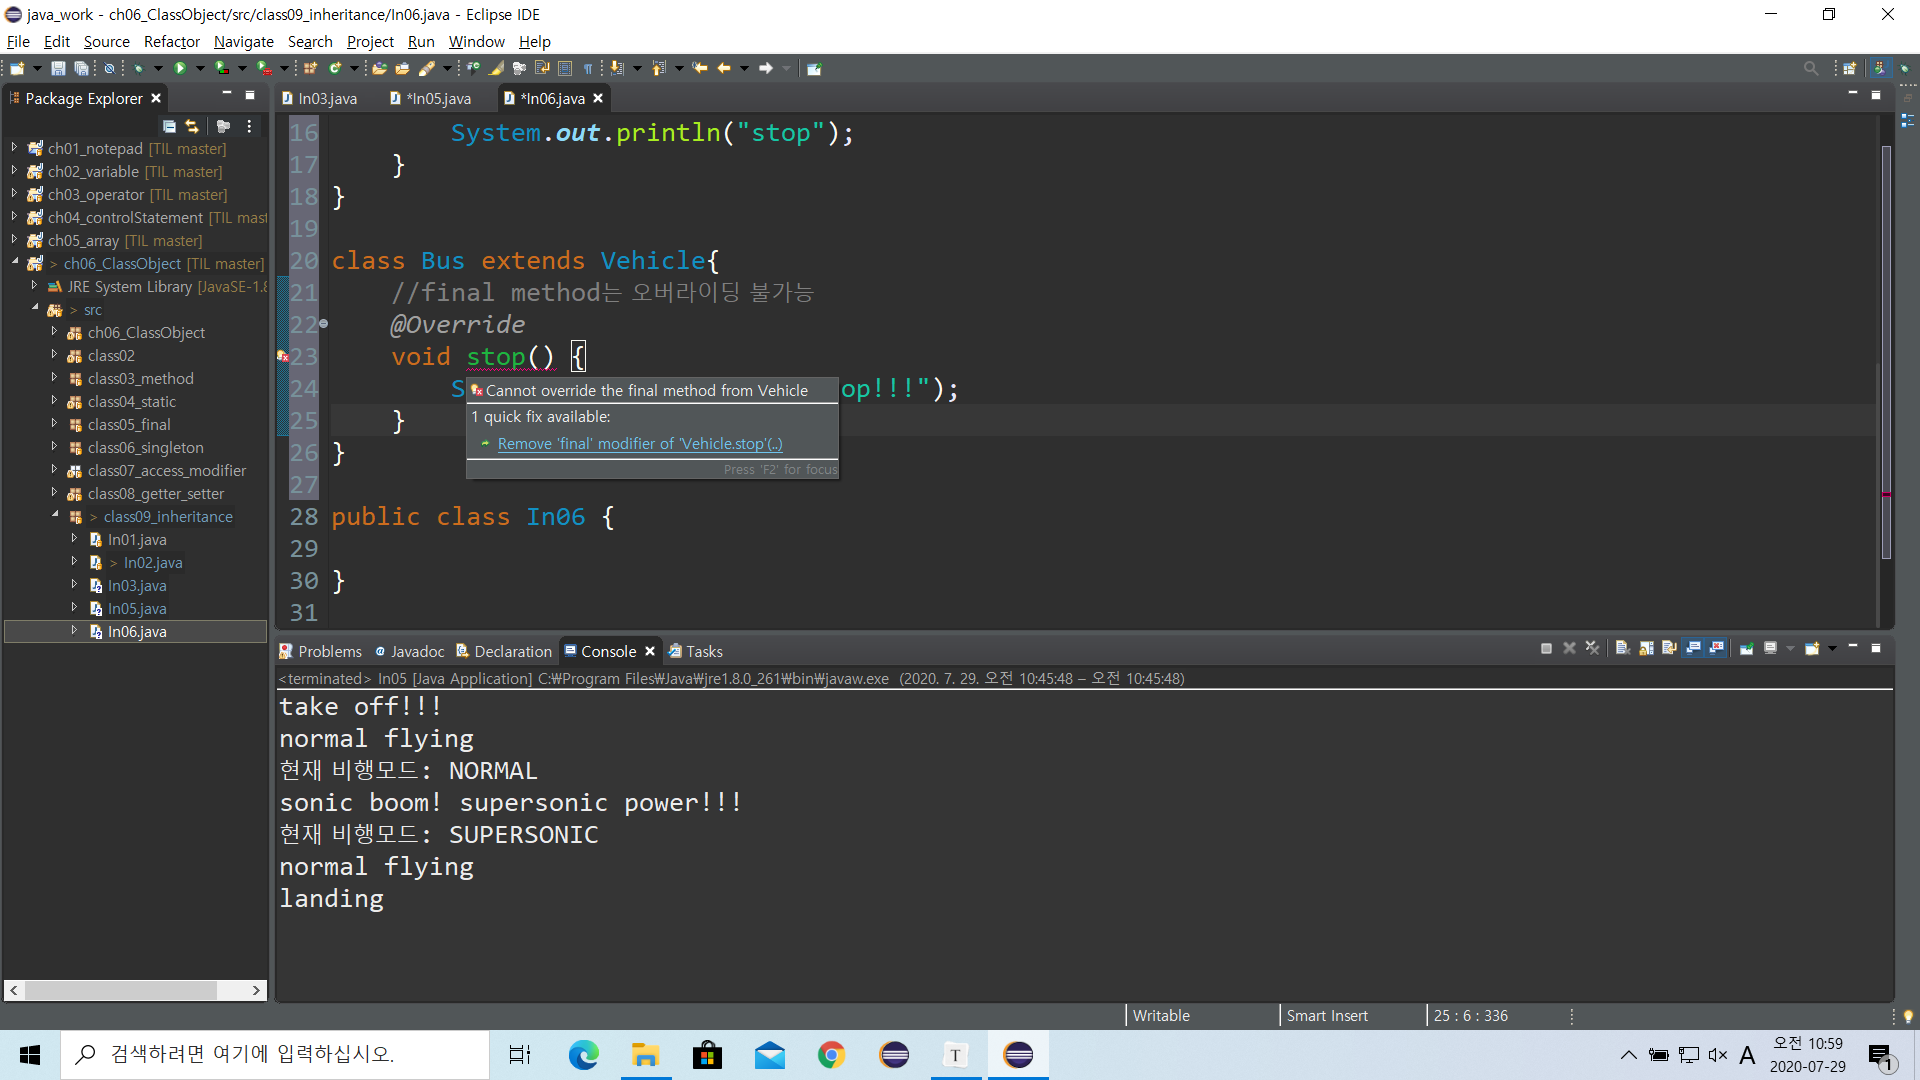 java_work - ch06_ClassObject/src/class09_inheritance/In06.java - Eclipse IDE
File Edit Source Refactor Navigate Search Project Run Window Help
Package Explorer
In03.java *In05.java *In06.java
ch01_notepad [TIL master]
ch02_variable [TIL master]
ch03_operator [TIL master]
ch04_controlStatement [TIL mast
ch05_array [TIL master]
> ch06_ClassObject [TIL master]
JRE System Library [JavaSE-1.8
> src
ch06_ClassObject
class02
class03_method
class04_static
class05_final
class06_singleton
class07_access_modifier
class08_getter_setter
> class09_inheritance
In01.java
> In02.java
In03.java
In05.java
In06.java
16 System.out.println("stop");
17 }
18 }
19
20 class Bus extends Vehicle{
21 //final method는 오버라이딩 불가능
22 @Override
23 void stop() {
24 S op!!!");
25 }
26 }
27
28 public class In06 {
29
30 }
31
Cannot override the final method from Vehicle
1 quick fix available:
Remove 'final' modifier of 'Vehicle.stop'(..)
Press 'F2' for focus
Problems Javadoc Declaration Console Tasks
<terminated> In05 [Java Application] C:₩Program Files₩Java₩jre1.8.0_261₩bin₩javaw.exe (2020. 7. 29. 오전 10:45:48 – 오전 10:45:48)
take off!!!
normal flying
현재 비행모드: NORMAL
sonic boom! supersonic power!!!
현재 비행모드: SUPERSONIC
normal flying
landing
Writable Smart Insert 25 : 6 : 336
검색하려면 여기에 입력하십시오.
T
A
오전 10:59
2020-07-29
1